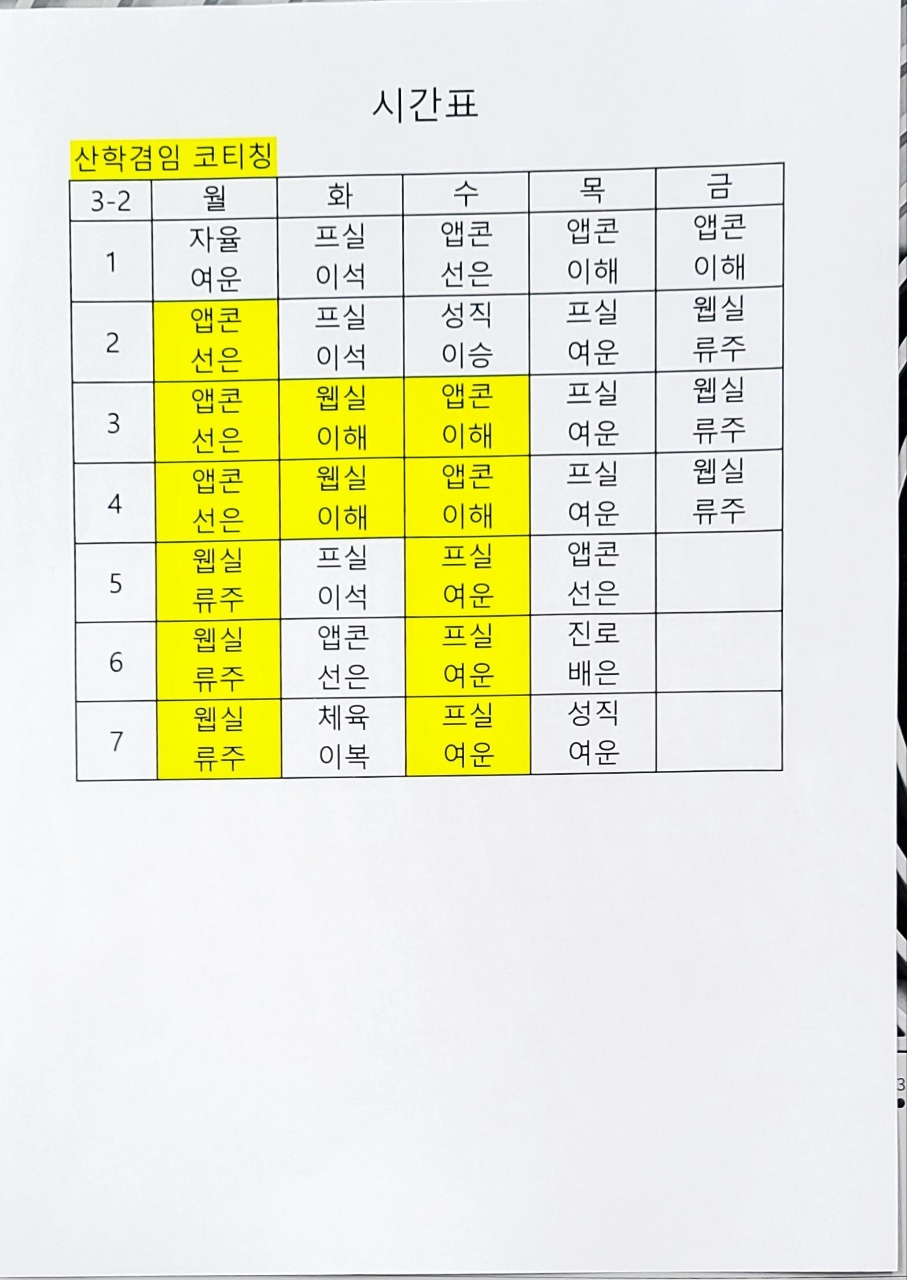 시간표
산학겸임 코티칭
3-2 월 화 수 목 금
1 자율 프실 앱콘 앱콘 앱콘
여운 이석 선은 이해 이해
2 앱콘 프실 성직 프실 웹실
선은 이석 이승 여운 류주
3 앱콘 웹실 앱콘 프실 웹실
선은 이해 이해 여운 류주
4 앱콘 웹실 앱콘 프실 웹실
선은 이해 이해 여운 류주
5 웹실 프실 프실 앱콘
류주 이석 여운 선은
6 웹실 앱콘 프실 진로
류주 선은 여운 배은
7 웹실 체육 프실 성직
류주 이복 여운 여운
3